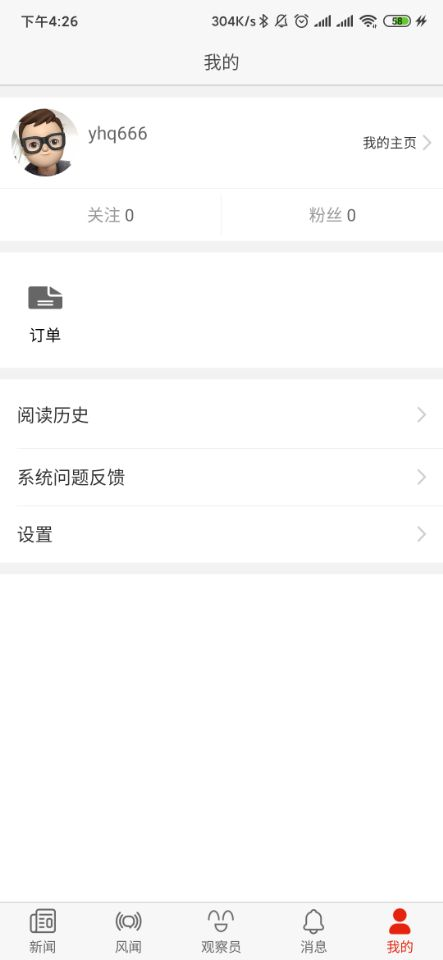 下午4:26 304K/s 58
我的
yhq666
我的主页
关注 0 粉丝 0
订单
阅读历史
系统问题反馈
设置
新闻 风闻 观察员 消息 我的